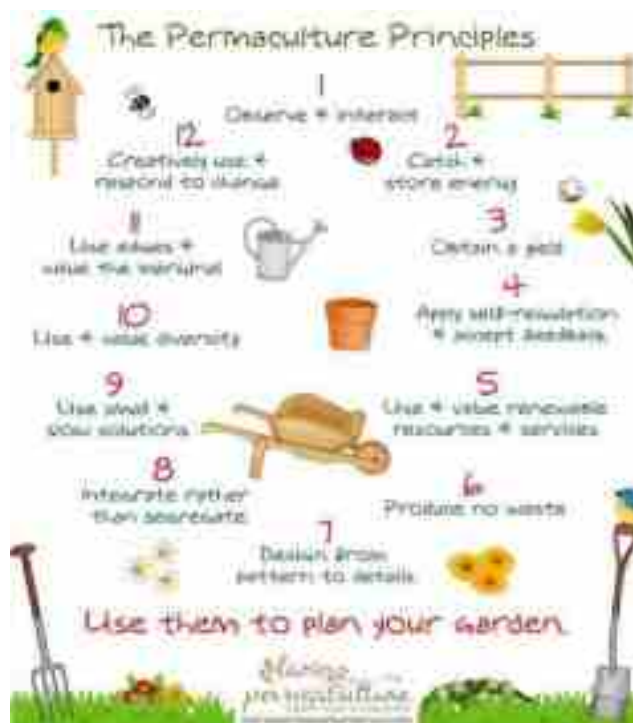 The Permaculture Principles
1
Observe + interact
2
Catch +
store energy
3
Obtain a yield
4
Apply self-regulation
+ accept feedback
5
Use + value renewable
resources + services
6
Produce no waste
7
Design from
pattern to details
8
Integrate rather
than segregate
9
Use small +
slow solutions
10
Use + value diversity
11
Use edges +
value the marginal
12
Creatively use +
respond to change
Use them to plan your garden.
permaculture